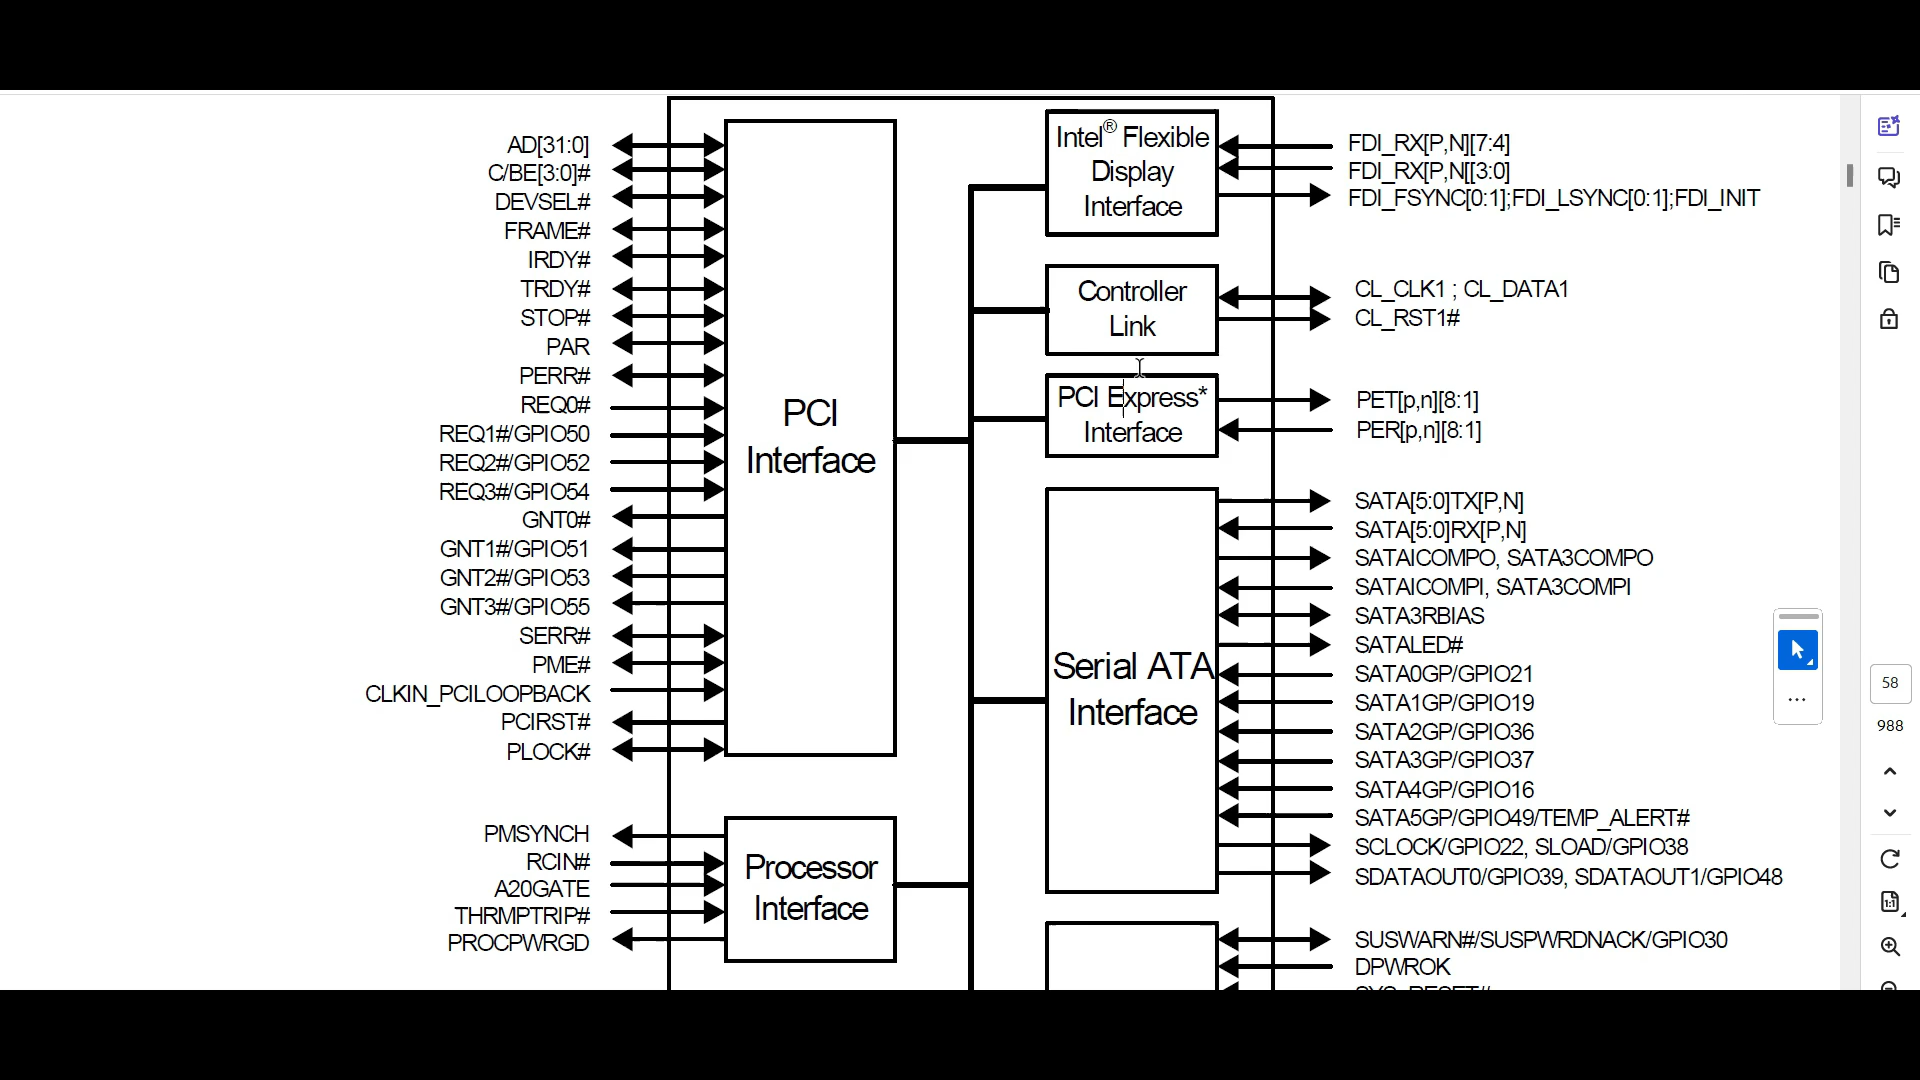 AD[31:0]
C/BE[3:0]#
DEVSEL#
FRAME#
IRDY#
TRDY#
STOP#
PAR
PERR#
REQ0#
REQ1#/GPIO50
REQ2#/GPIO52
REQ3#/GPIO54
GNT0#
GNT1#/GPIO51
GNT2#/GPIO53
GNT3#/GPIO55
SERR#
PME#
CLKIN_PCILOOPBACK
PCIRST#
PLOCK#
PCI
Interface
PMSYNCH
RCIN#
A20GATE
THRMPTRIP#
PROCPWRGD
Processor
Interface
Intel® Flexible
Display
Interface
FDI_RX[P,N][7:4]
FDI_RX[P,N[[3:0]
FDI_FSYNC[0:1];FDI_LSYNC[0:1];FDI_INIT
Controller
Link
CL_CLK1 ; CL_DATA1
CL_RST1#
PCI Express*
Interface
PET[p,n][8:1]
PER[p,n][8:1]
Serial ATA
Interface
SATA[5:0]TX[P,N]
SATA[5:0]RX[P,N]
SATAICOMPO, SATA3COMPO
SATAICOMPI, SATA3COMPI
SATA3RBIAS
SATALED#
SATA0GP/GPIO21
SATA1GP/GPIO19
SATA2GP/GPIO36
SATA3GP/GPIO37
SATA4GP/GPIO16
SATA5GP/GPIO49/TEMP_ALERT#
SCLOCK/GPIO22, SLOAD/GPIO38
SDATAOUT0/GPIO39, SDATAOUT1/GPIO48
SUSWARN#/SUSPWRDNACK/GPIO30
DPWROK
58
988
1:1